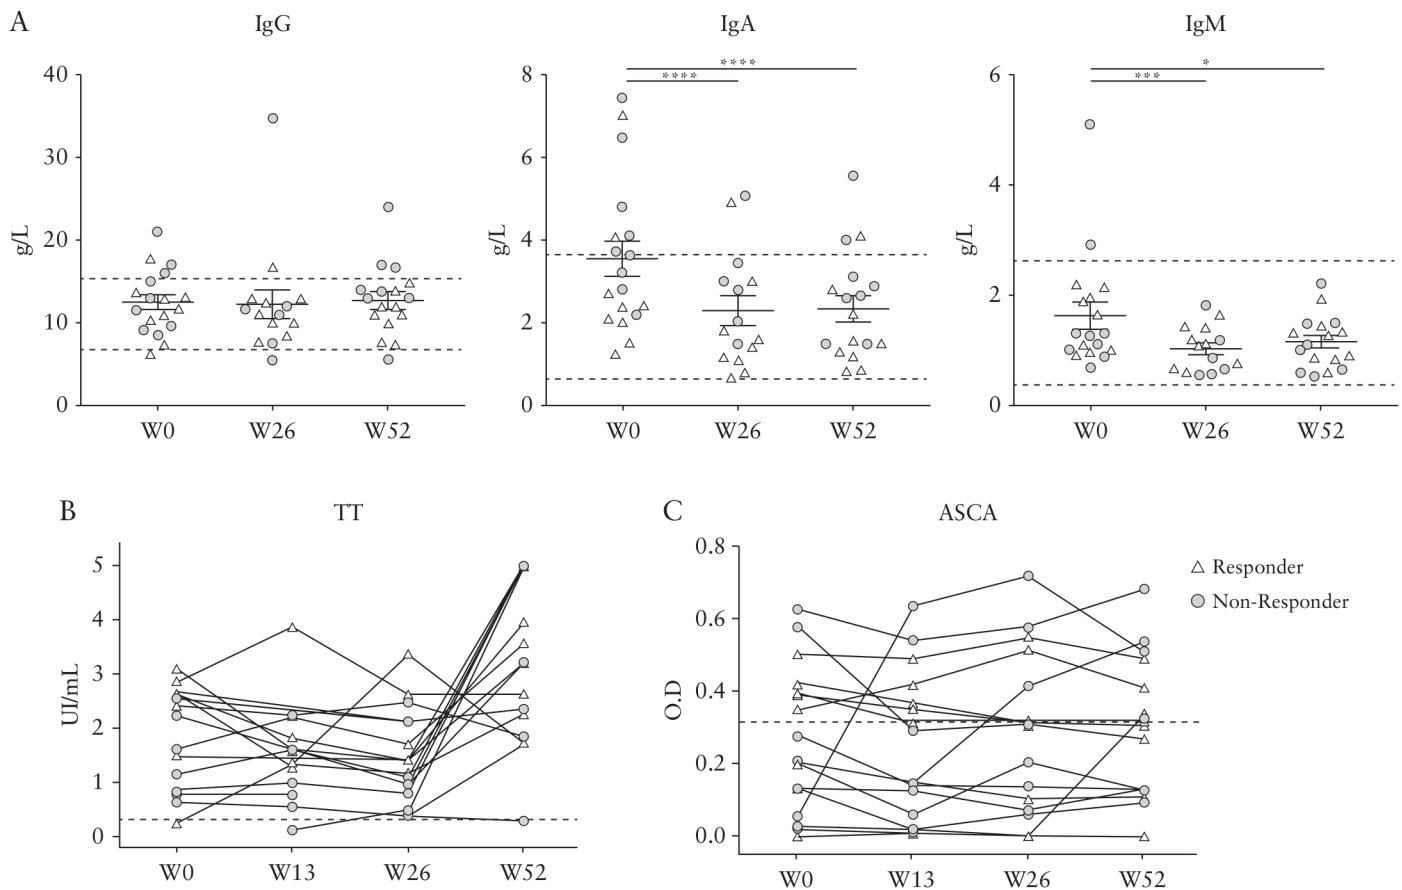 A
IgG
IgA
IgM
g/L
40
30
20
10
0
W0
W26
W52
g/L
8
6
4
2
0
****
****
W0
W26
W52
g/L
6
4
2
0
*
***
W0
W26
W52
B
TT
UI/mL
5
4
3
2
1
0
W0
W13
W26
W52
C
ASCA
O.D
0.8
0.6
0.4
0.2
0.0
W0
W13
W26
W52
Responder
Non-Responder